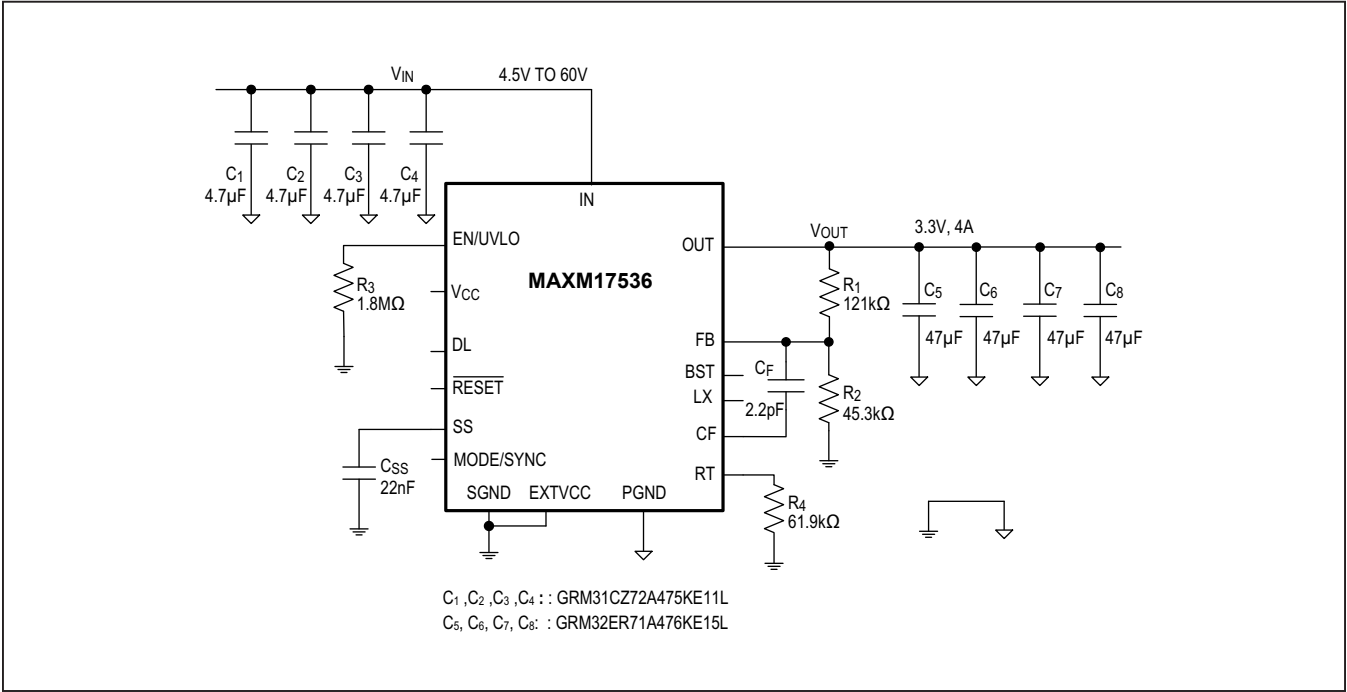 VIN
4.5V TO 60V
C1
4.7µF
C2
4.7µF
C3
4.7µF
C4
4.7µF
IN
EN/UVLO
OUT
VOUT
3.3V, 4A
MAXM17536
R3
1.8MΩ
VCC
R1
121kΩ
C5
47µF
C6
47µF
C7
47µF
C8
47µF
DL
FB
RESET
BST
CF
2.2pF
R2
45.3kΩ
LX
SS
CF
CSS
22nF
MODE/SYNC
RT
SGND
EXTVCC
PGND
R4
61.9kΩ
C1 ,C2 ,C3 ,C4 : : GRM31CZ72A475KE11L
C5, C6, C7, C8: : GRM32ER71A476KE15L